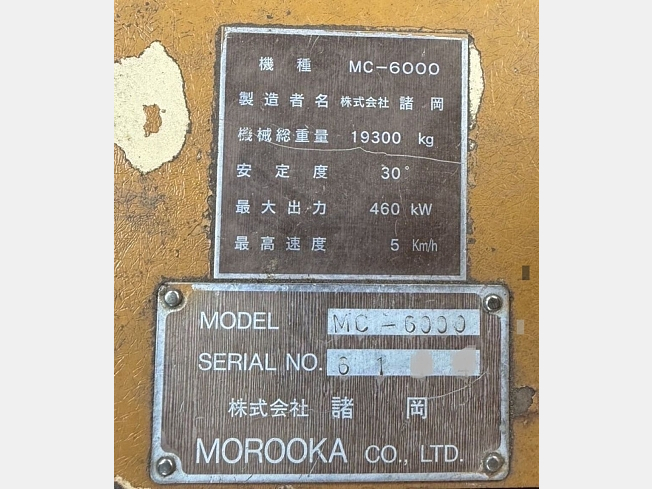 機種 MC-6000
製造者名 株式会社 諸岡
機械総重量 19300 kg
安定度 30°
最大出力 460 kW
最高速度 5 Km/h
MODEL MC-6000
SERIAL NO. 61
株式会社 諸岡
MOROOKA CO., LTD.